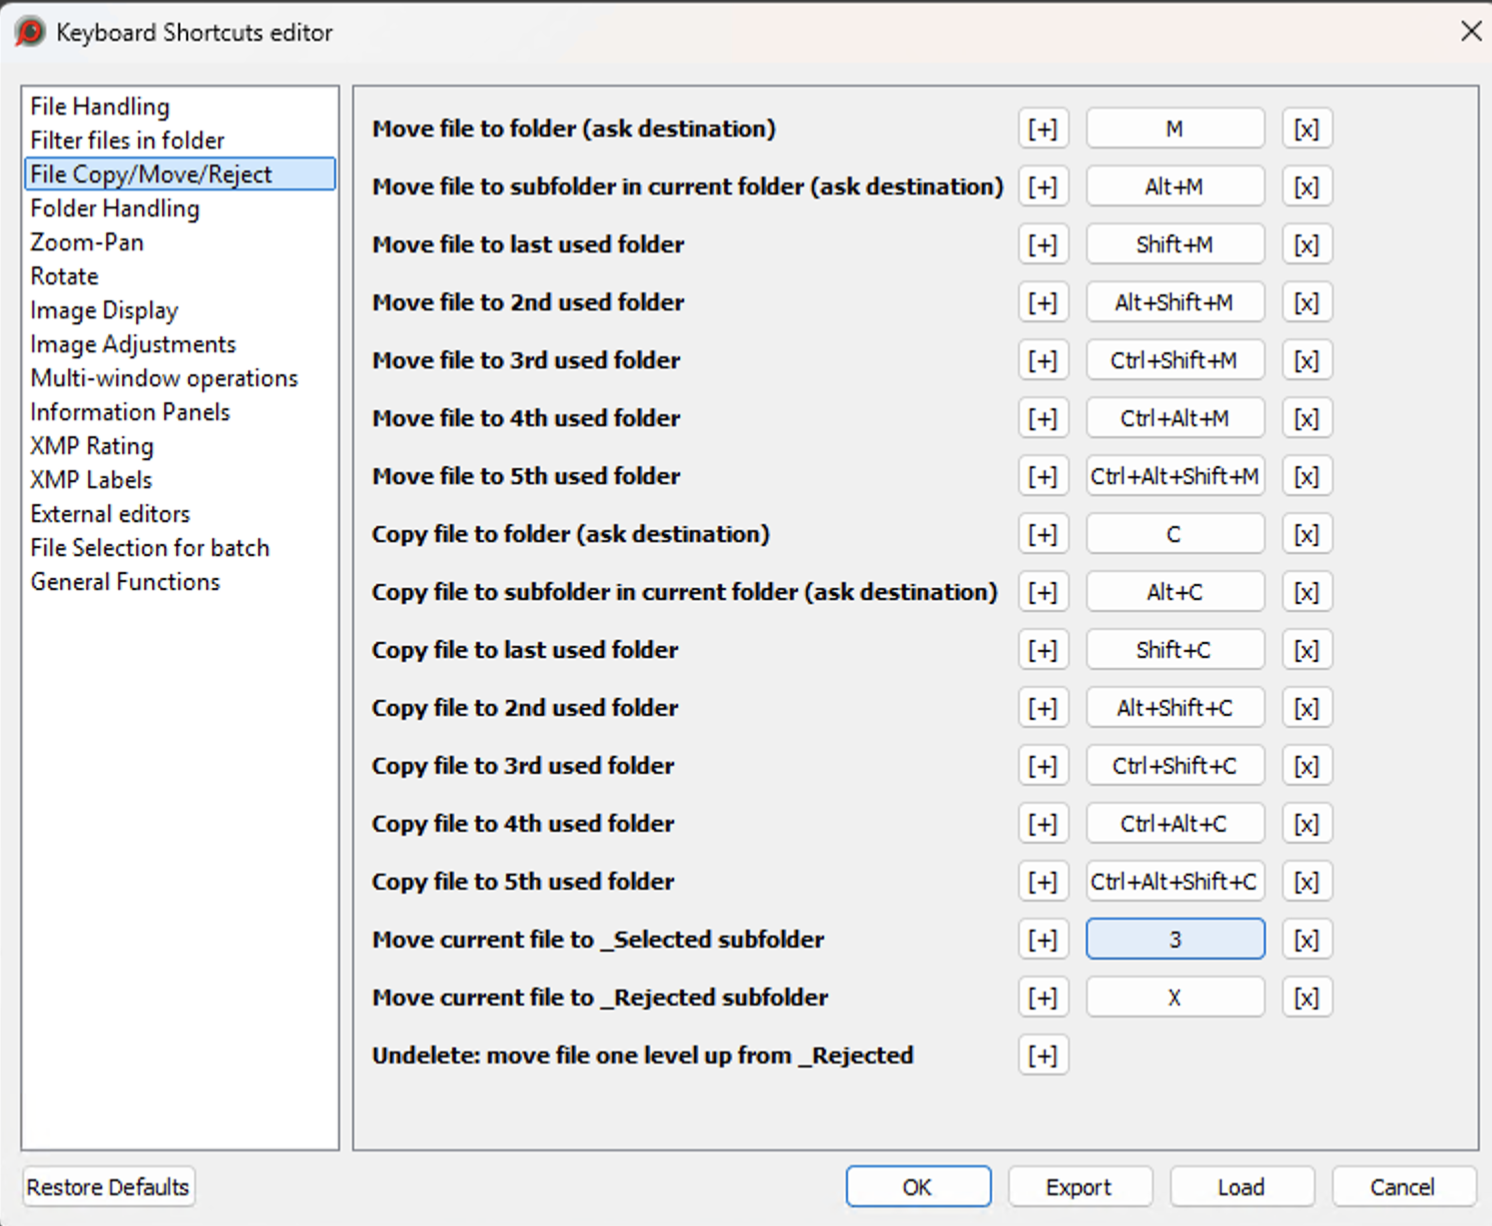 Keyboard Shortcuts editor
File Handling
Filter files in folder
File Copy/Move/Reject
Folder Handling
Zoom-Pan
Rotate
Image Display
Image Adjustments
Multi-window operations
Information Panels
XMP Rating
XMP Labels
External editors
File Selection for batch
General Functions
Move file to folder (ask destination) [+] M [x]
Move file to subfolder in current folder (ask destination) [+] Alt+M [x]
Move file to last used folder [+] Shift+M [x]
Move file to 2nd used folder [+] Alt+Shift+M [x]
Move file to 3rd used folder [+] Ctrl+Shift+M [x]
Move file to 4th used folder [+] Ctrl+Alt+M [x]
Move file to 5th used folder [+] Ctrl+Alt+Shift+M [x]
Copy file to folder (ask destination) [+] C [x]
Copy file to subfolder in current folder (ask destination) [+] Alt+C [x]
Copy file to last used folder [+] Shift+C [x]
Copy file to 2nd used folder [+] Alt+Shift+C [x]
Copy file to 3rd used folder [+] Ctrl+Shift+C [x]
Copy file to 4th used folder [+] Ctrl+Alt+C [x]
Copy file to 5th used folder [+] Ctrl+Alt+Shift+C [x]
Move current file to _Selected subfolder [+] 3 [x]
Move current file to _Rejected subfolder [+] X [x]
Undelete: move file one level up from _Rejected [+]
Restore Defaults OK Export Load Cancel